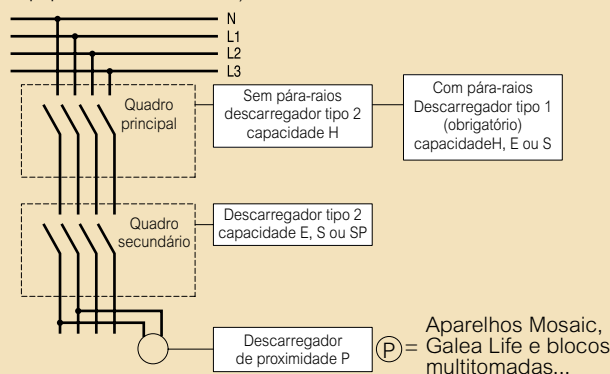 N
L1
L2
L3
Quadro
principal
Sem pára-raios
descarregador tipo 2
capacidade H
Com pára-raios
Descarregador tipo 1
(obrigatório)
capacidadeH, E ou S
Quadro
secundário
Descarregador tipo 2
capacidade E, S ou SP
Descarregador
de proximidade P
P = Aparelhos Mosaic,
Galea Life e blocos
multitomadas...